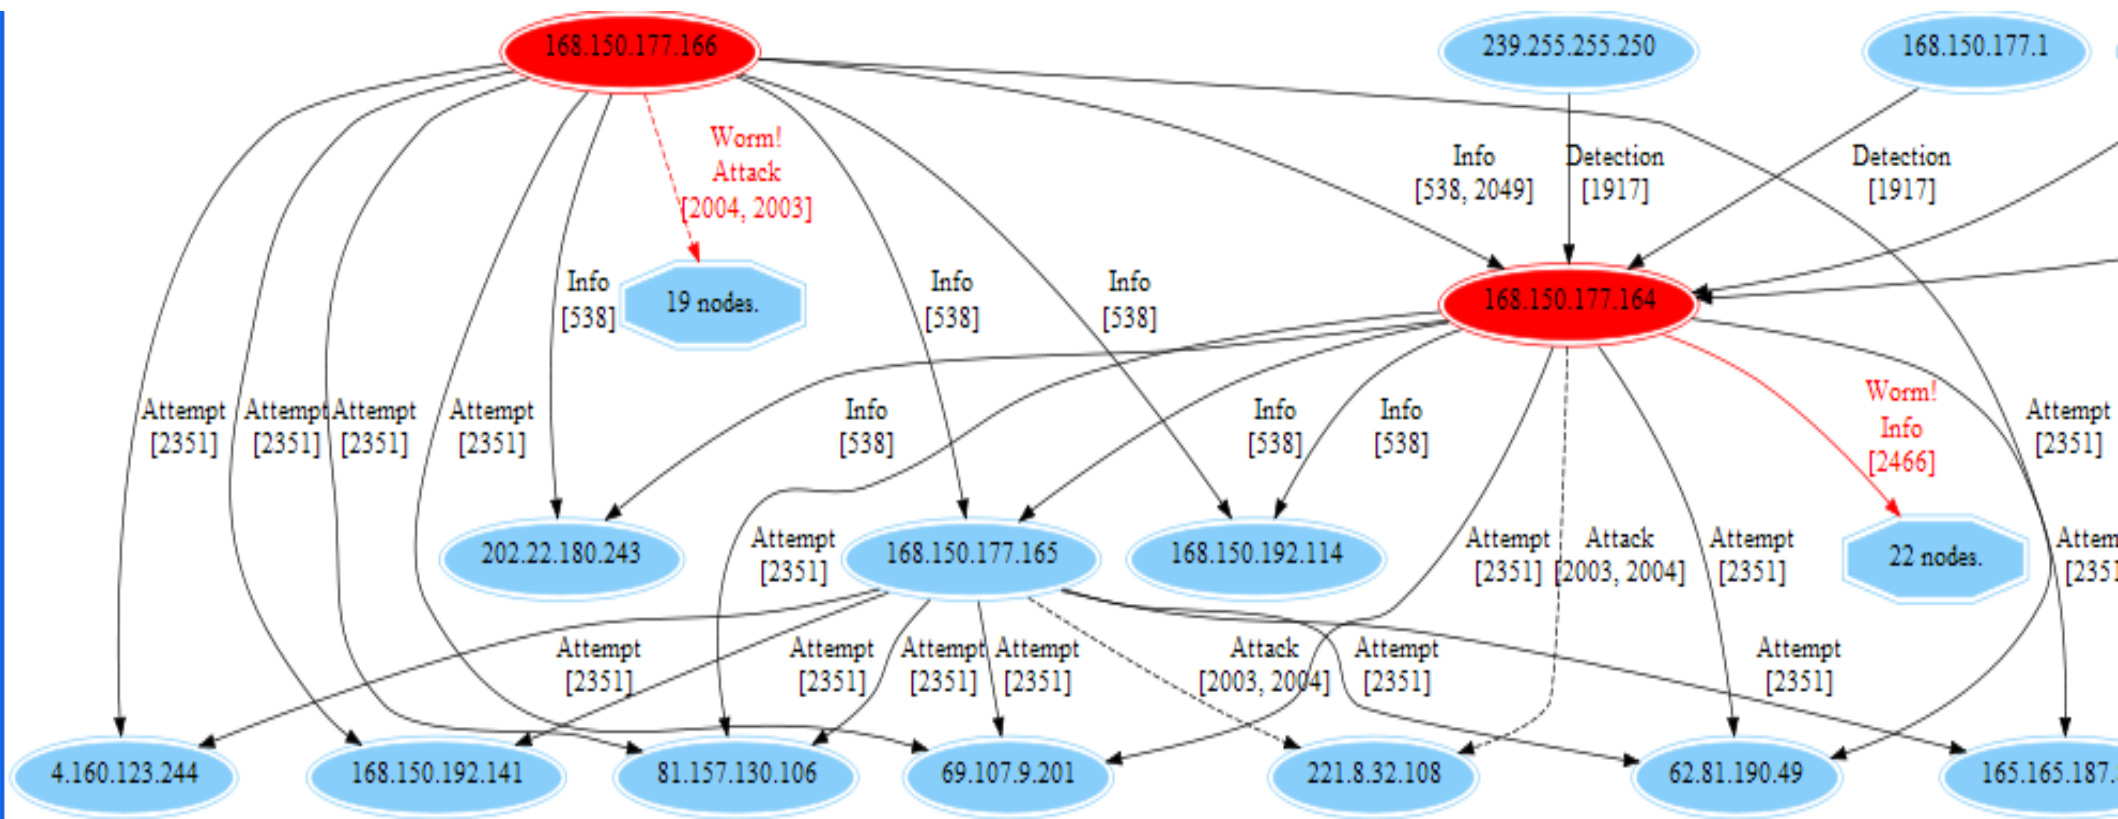 168.150.177.166
239.255.255.250
168.150.177.1
Worm!
Attack
[2004, 2003]
Info
[538, 2049]
Detection
[1917]
Detection
[1917]
Info
[538]
19 nodes.
Info
[538]
Info
[538]
168.150.177.164
Attempt
[2351]
Attempt
[2351]
Attempt
[2351]
Attempt
[2351]
Info
[538]
Info
[538]
Info
[538]
Worm!
Info
[2466]
Attempt
[2351]
202.22.180.243
Attempt
[2351]
168.150.177.165
168.150.192.114
Attempt
[2351]
Attack
[2003, 2004]
Attempt
[2351]
22 nodes.
Attem
[2351
Attempt
[2351]
Attempt
[2351]
Attempt
[2351]
Attempt
[2351]
Attack
[2003, 2004]
Attempt
[2351]
Attempt
[2351]
4.160.123.244
168.150.192.141
81.157.130.106
69.107.9.201
221.8.32.108
62.81.190.49
165.165.187.